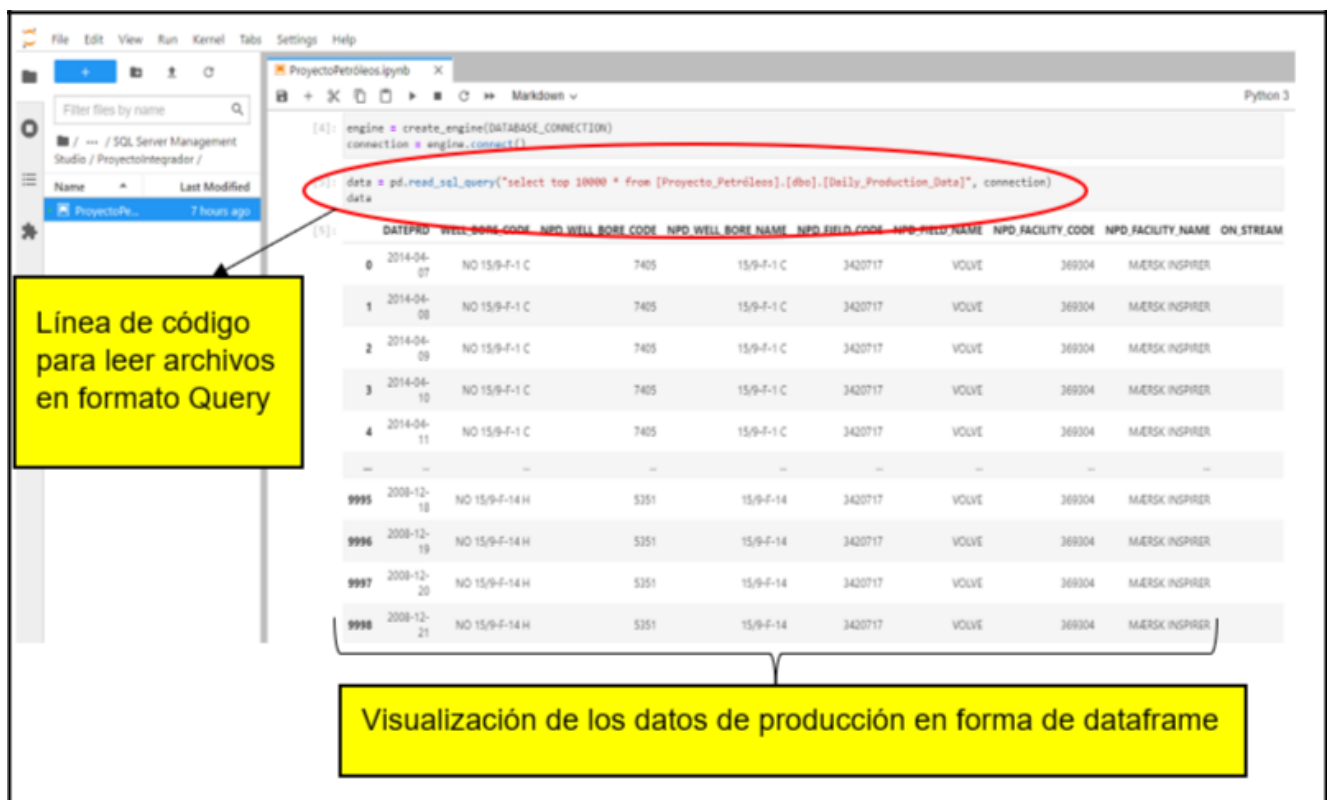 File Edit View Run Kernel Tabs Settings Help
ProyectoPetróleos.ipynb
Filter files by name
Markdown
Python 3
/ ··· / SQL Server Management
Studio / ProyectoIntegrador /
Name Last Modified
ProyectoPe... 7 hours ago
[4]: engine = create_engine(DATABASE_CONNECTION)
connection = engine.connect()
data = pd.read_sql_query("select top 10000 * from [Proyecto_Petróleos].[dbo].[Daily_Production_Data]", connection)
data
[5]: DATEPRD WELL_BORE_CODE NPD_WELL_BORE_CODE NPD_WELL_BORE_NAME NPD_FIELD_CODE NPD_FIELD_NAME NPD_FACILITY_CODE NPD_FACILITY_NAME ON_STREAM
0 2014-04-07 NO 15/9-F-1 C 7405 15/9-F-1 C 3420717 VOLVE 369304 MÆRSK INSPIRER
1 2014-04-08 NO 15/9-F-1 C 7405 15/9-F-1 C 3420717 VOLVE 369304 MÆRSK INSPIRER
2 2014-04-09 NO 15/9-F-1 C 7405 15/9-F-1 C 3420717 VOLVE 369304 MÆRSK INSPIRER
3 2014-04-10 NO 15/9-F-1 C 7405 15/9-F-1 C 3420717 VOLVE 369304 MÆRSK INSPIRER
4 2014-04-11 NO 15/9-F-1 C 7405 15/9-F-1 C 3420717 VOLVE 369304 MÆRSK INSPIRER
... ... ... ... ... ... ... ... ...
9995 2008-12-18 NO 15/9-F-14 H 5351 15/9-F-14 3420717 VOLVE 369304 MÆRSK INSPIRER
9996 2008-12-19 NO 15/9-F-14 H 5351 15/9-F-14 3420717 VOLVE 369304 MÆRSK INSPIRER
9997 2008-12-20 NO 15/9-F-14 H 5351 15/9-F-14 3420717 VOLVE 369304 MÆRSK INSPIRER
9998 2008-12-21 NO 15/9-F-14 H 5351 15/9-F-14 3420717 VOLVE 369304 MÆRSK INSPIRER
Línea de código
para leer archivos
en formato Query
Visualización de los datos de producción en forma de dataframe